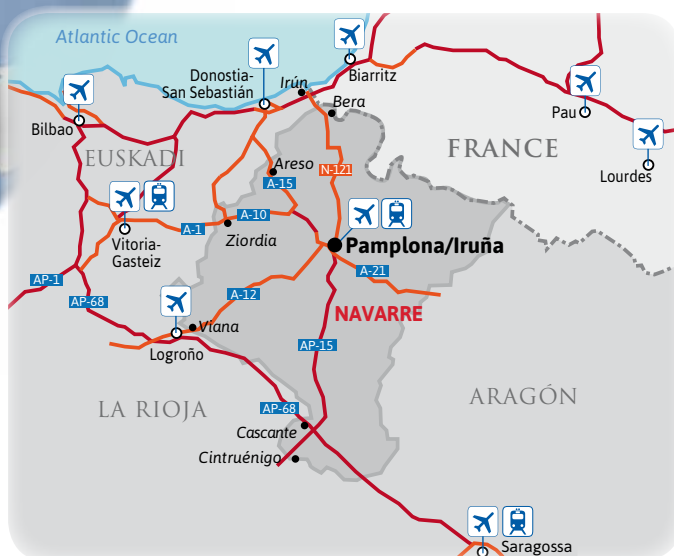 Atlantic Ocean
Biarritz
Donostia-
San Sebastián
Irún
Bera
Bilbao
Pau
EUSKADI
FRANCE
Areso
N-121
Lourdes
A-15
A-10
A-1
Ziordia
Vitoria-
Gasteiz
Pamplona/Iruña
A-21
AP-1
A-12
AP-68
NAVARRE
Viana
Logroño
AP-15
LA RIOJA
ARAGÓN
AP-68
Cascante
Cintruénigo
Saragossa